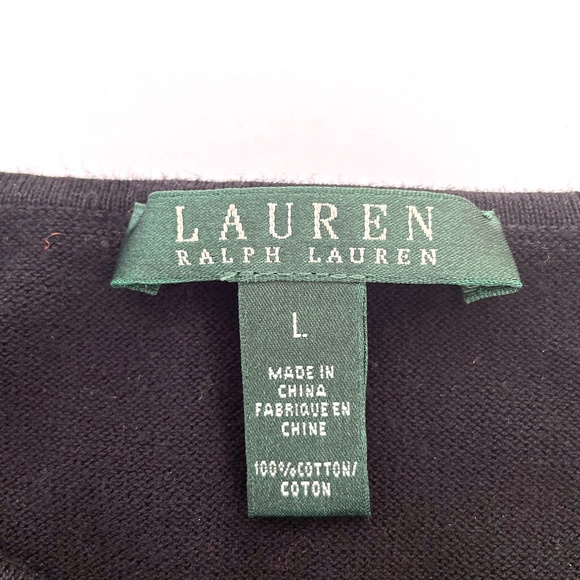 LAUREN
RALPH LAUREN
L
MADE IN
CHINA
FABRIQUE EN
CHINE
100%COTTON/
COTON